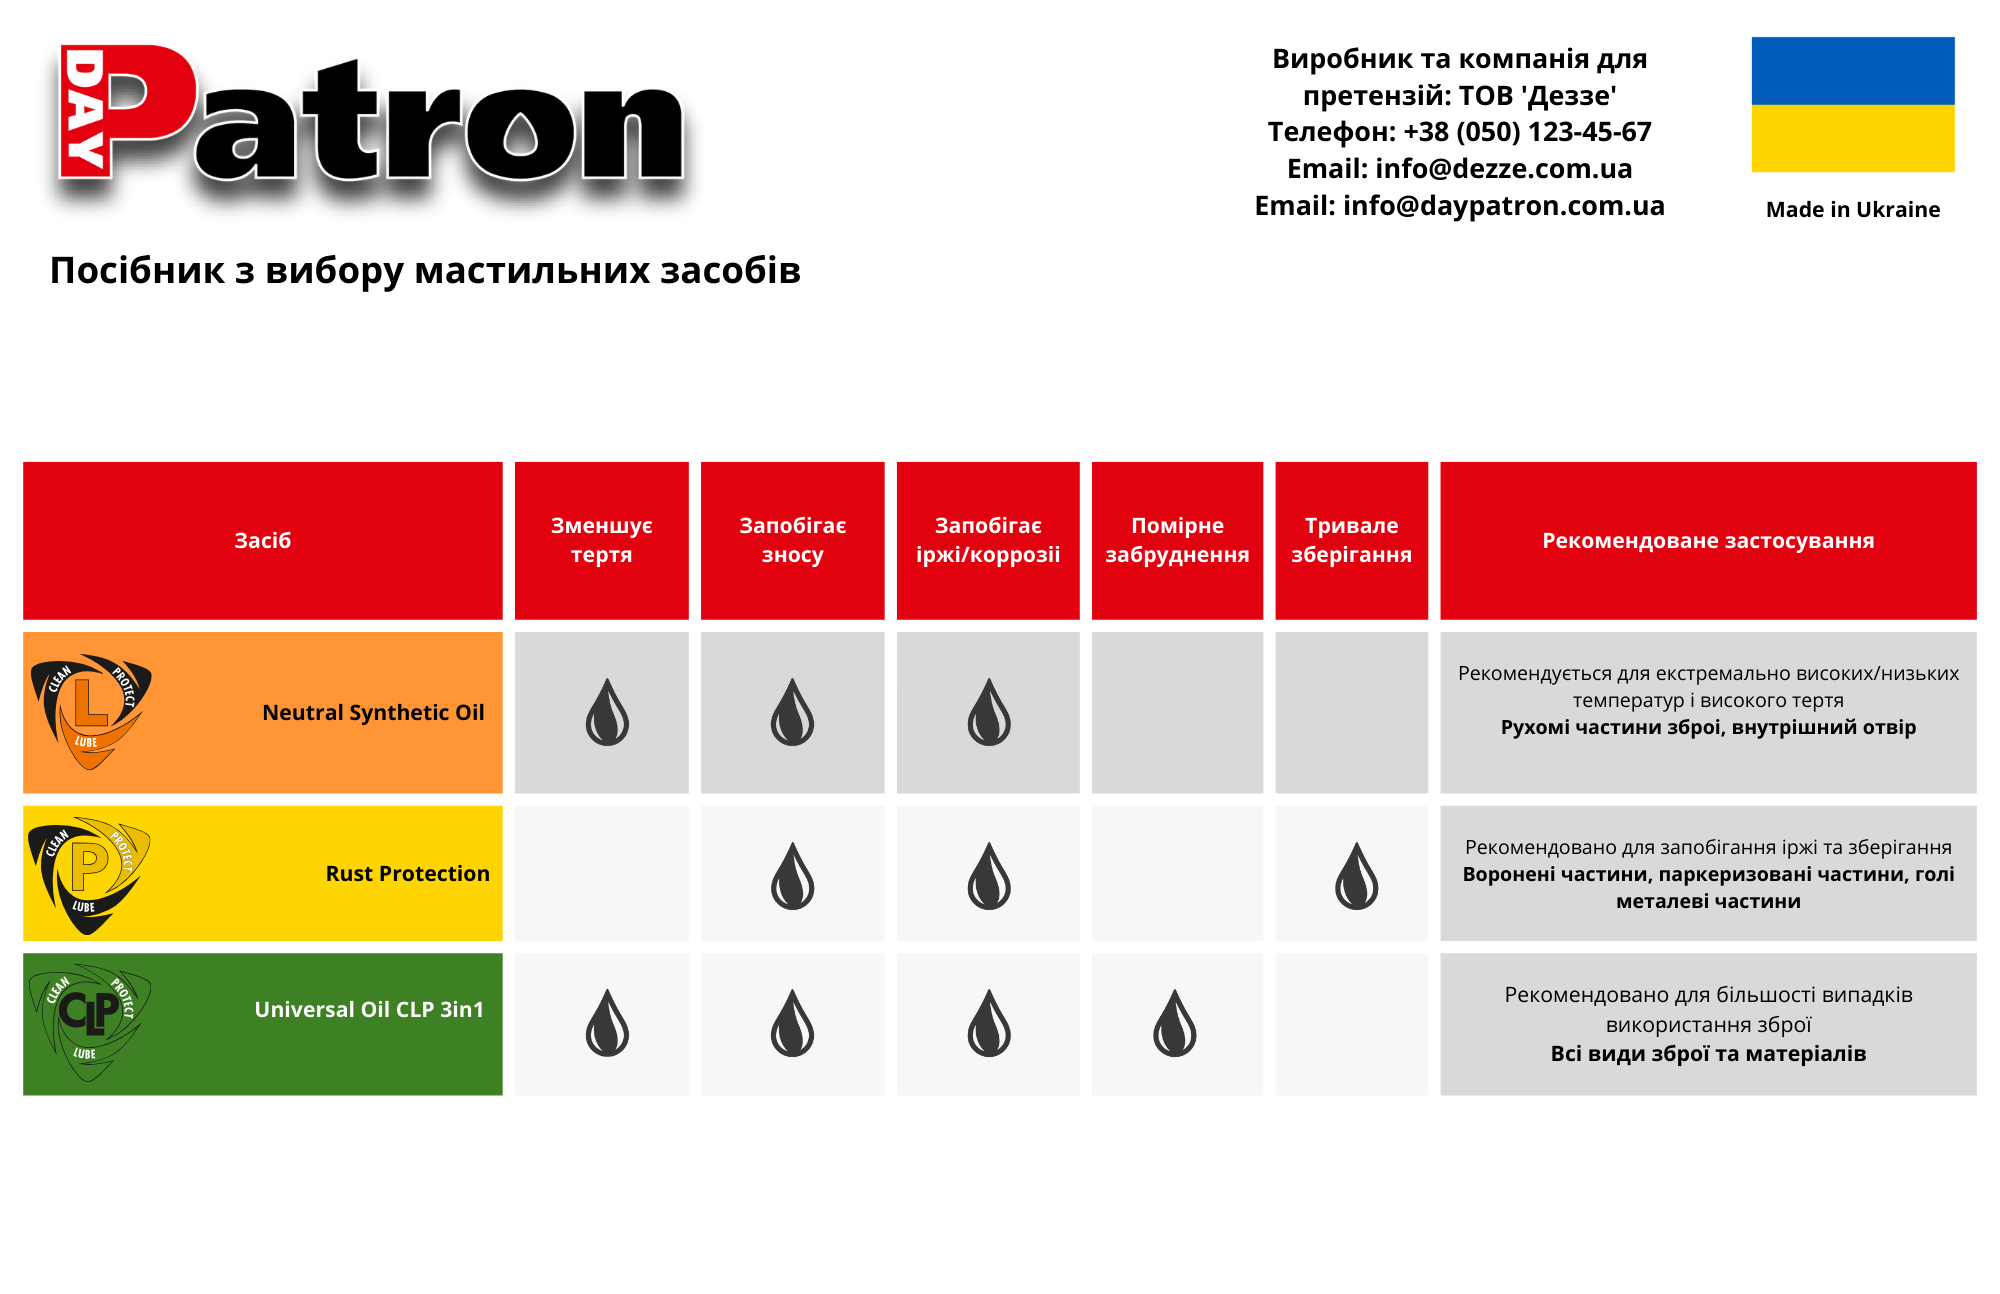 DAY Patron
Виробник та компанія для
претензій: ТОВ 'Деззе'
Телефон: +38 (050) 123-45-67
Email: info@dezze.com.ua
Email: info@daypatron.com.ua
Made in Ukraine
Посібник з вибору мастильних засобів
Засіб
Зменшує
тертя
Запобігає
зносу
Запобігає
іржі/коррозіі
Помірне
забруднення
Тривале
зберігання
Рекомендоване застосування
CLEAN
PROTECT
L
LUBE
Neutral Synthetic Oil
Рекомендується для екстремально високих/низьких
температур і високого тертя
Рухомі частини зброі, внутрішний отвір
CLEAN
PROTECT
P
LUBE
Rust Protection
Рекомендовано для запобігання іржі та зберігання
Воронені частини, паркеризовані частини, голі
металеві частини
CLEAN
PROTECT
CLP
LUBE
Universal Oil CLP 3in1
Рекомендовано для більшості випадків
використання зброї
Всі види зброї та матеріалів